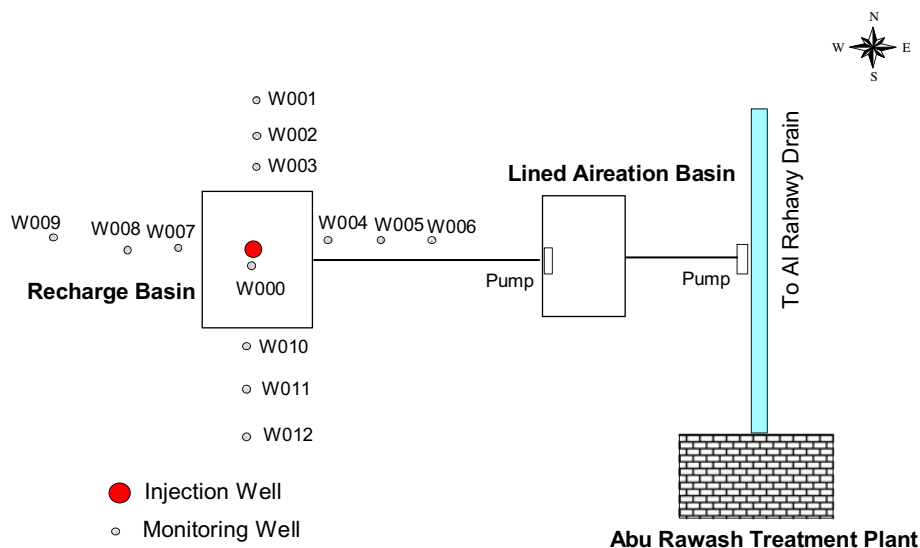 N
W
E
S
W001
W002
W003
To Al Rahawy Drain
Lined Aireation Basin
W009
W008
W007
W004
W005
W006
W000
Pump
Pump
Recharge Basin
W010
W011
W012
Injection Well
Monitoring Well
Abu Rawash Treatment Plant